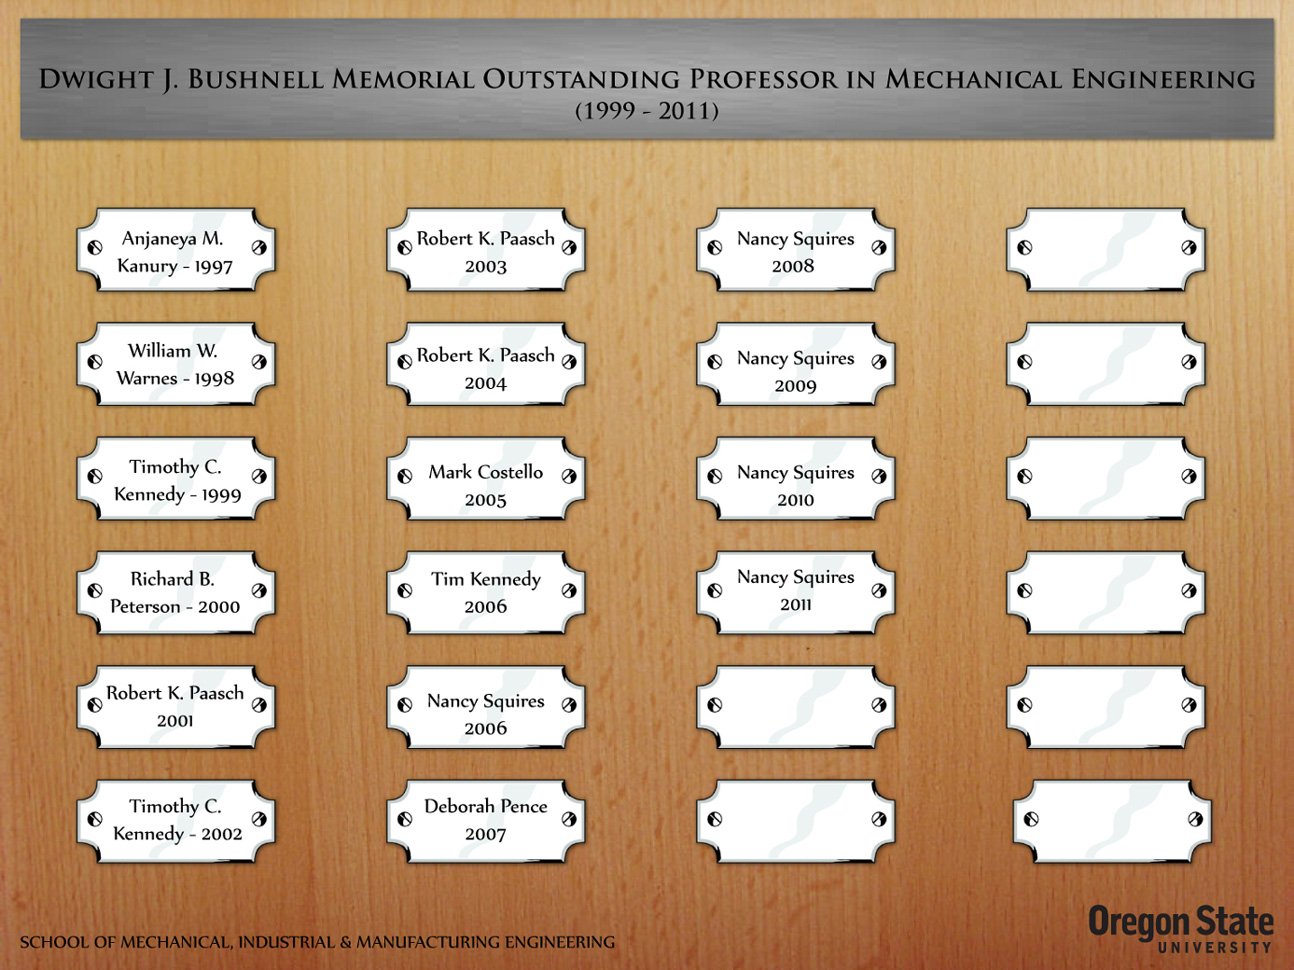 Dwight J. Bushnell Memorial Outstanding Professor in Mechanical Engineering
(1999 - 2011)
Anjaneya M.
Kanury - 1997
William W.
Warnes - 1998
Timothy C.
Kennedy - 1999
Richard B.
Peterson - 2000
Robert K. Paasch
2001
Timothy C.
Kennedy - 2002
Robert K. Paasch
2003
Robert K. Paasch
2004
Mark Costello
2005
Tim Kennedy
2006
Nancy Squires
2006
Deborah Pence
2007
Nancy Squires
2008
Nancy Squires
2009
Nancy Squires
2010
Nancy Squires
2011
SCHOOL OF MECHANICAL, INDUSTRIAL & MANUFACTURING ENGINEERING
Oregon State
UNIVERSITY